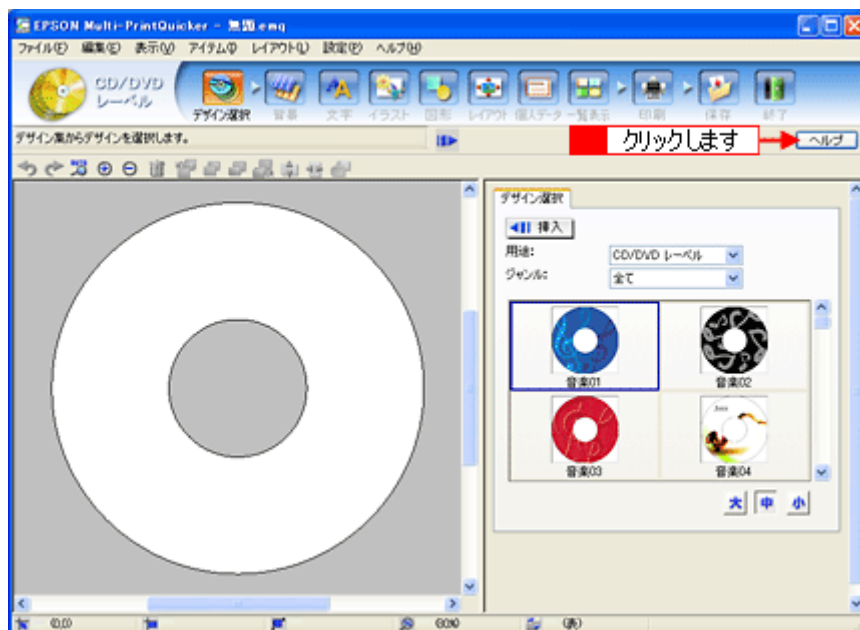 EPSON Multi-PrintQuicker - 無題.emq
ファイル(F) 編集(E) 表示(V) アイテム(I) レイアウト(L) 設定(P) ヘルプ(H)
CD/DVD
レーベル
デザイン選択 背景 文字 イラスト 図形 レイアウト 個人データ 一覧表示 印刷 保存 終了
デザイン集からデザインを選択します。
クリックします
ヘルプ
デザイン選択
挿入
用途: CD/DVD レーベル
ジャンル: 全て
音楽01 音楽02
音楽03 音楽04
大 中 小
(0,0) (表)